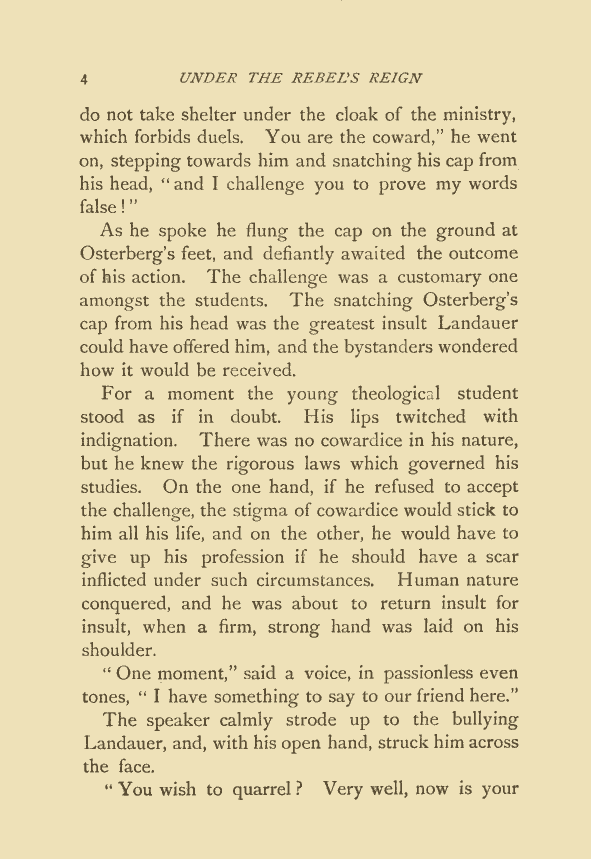 4 UNDER THE REBEL'S REIGN
do not take shelter under the cloak of the ministry,
which forbids duels. You are the coward," he went
on, stepping towards him and snatching his cap from
his head, "and I challenge you to prove my words
false!"
As he spoke he flung the cap on the ground at
Osterberg's feet, and defiantly awaited the outcome
of his action. The challenge was a customary one
amongst the students. The snatching Osterberg's
cap from his head was the greatest insult Landauer
could have offered him, and the bystanders wondered
how it would be received.
For a moment the young theological student
stood as if in doubt. His lips twitched with
indignation. There was no cowardice in his nature,
but he knew the rigorous laws which governed his
studies. On the one hand, if he refused to accept
the challenge, the stigma of cowardice would stick to
him all his life, and on the other, he would have to
give up his profession if he should have a scar
inflicted under such circumstances. Human nature
conquered, and he was about to return insult for
insult, when a firm, strong hand was laid on his
shoulder.
"One moment," said a voice, in passionless even
tones, "I have something to say to our friend here."
The speaker calmly strode up to the bullying
Landauer, and, with his open hand, struck him across
the face.
"You wish to quarrel? Very well, now is your